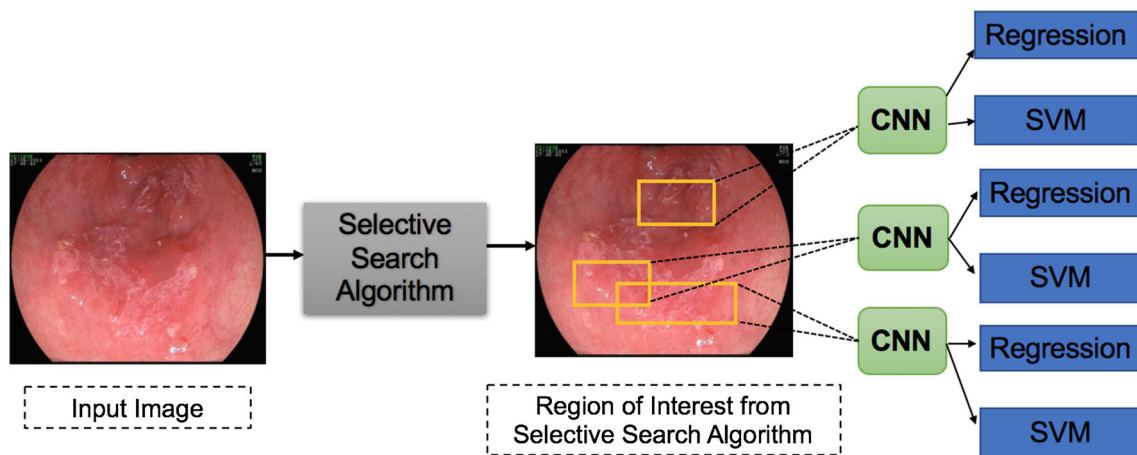 Regression
CNN
SVM
Selective
Search
Algorithm
Regression
CNN
SVM
CNN
Regression
SVM
Input Image
Region of Interest from
Selective Search Algorithm